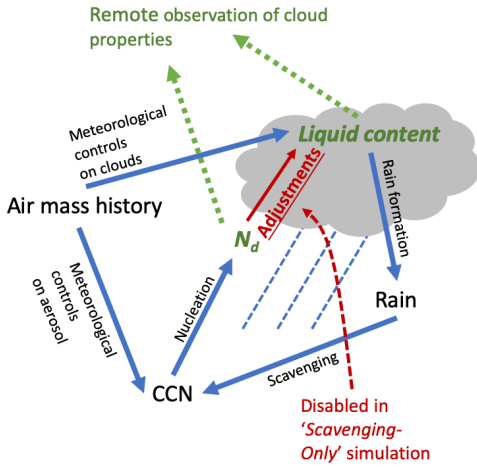 Remote observation of cloud
properties
Meteorological
controls
on clouds
Liquid content
Adjustments
Rain formation
Air mass history
N_d
Meteorological
controls
on aerosol
Nucleation
Rain
Scavenging
CCN
Disabled in
'Scavenging-
Only' simulation